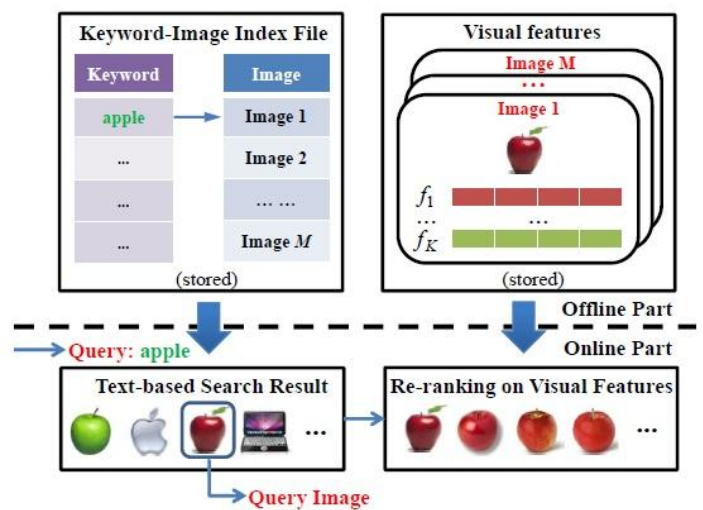 Keyword-Image Index File
Keyword
Image
apple
Image 1
...
Image 2
...
... ...
...
Image M
(stored)
Visual features
Image M
...
Image 1
f1
...
...
fK
(stored)
Offline Part
Online Part
Query: apple
Text-based Search Result
...
Query Image
Re-ranking on Visual Features
...